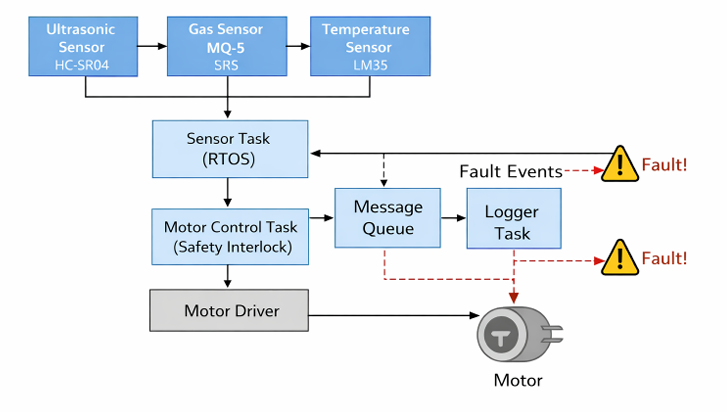 Ultrasonic
Sensor
HC-SR04
Gas Sensor
MQ-5
SRS
Temperature
Sensor
LM35
Sensor Task
(RTOS)
Fault Events
Fault!
Motor Control Task
(Safety Interlock)
Message
Queue
Logger
Task
Fault!
Motor Driver
Motor